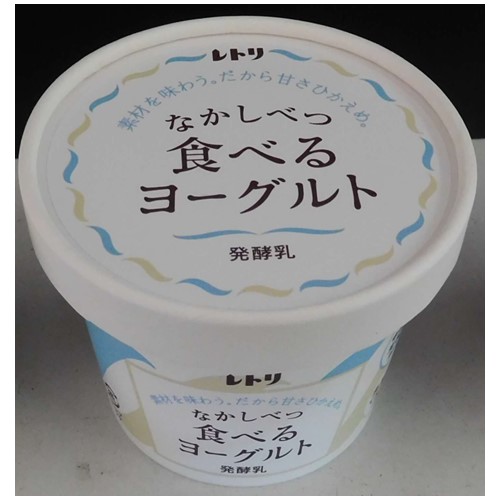 レトリ
素材を味わう。だから甘さひかえめ。
なかしべつ
食べる
ヨーグルト
発酵乳
レトリ
素材を味わう。だから甘さひかえめ。
なかしべつ
食べる
ヨーグルト
発酵乳